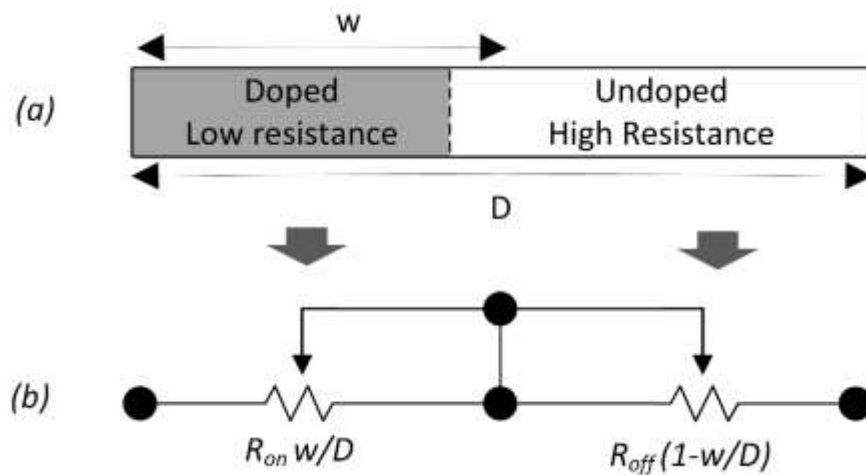 w
(a)
Doped
Low resistance
Undoped
High Resistance
D
(b)
R_on w/D
R_off (1-w/D)